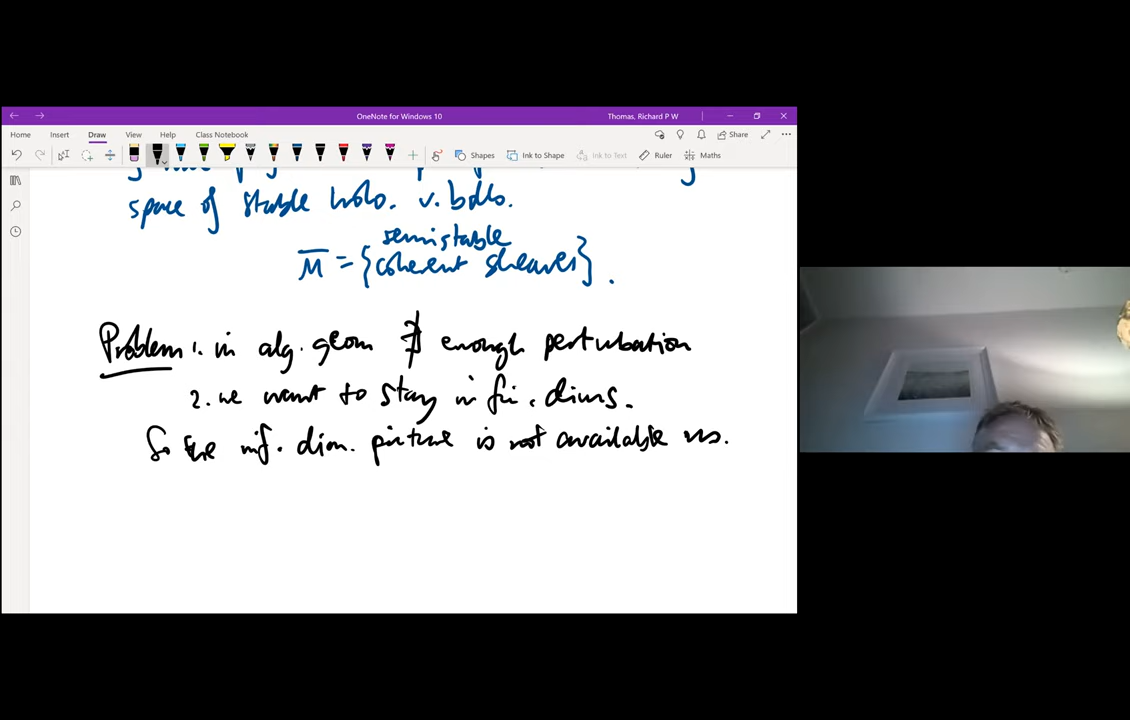 OneNote for Windows 10
Thomas, Richard P W
Home Insert Draw View Help Class Notebook
Share
Shapes Ink to Shape Ink to Text Ruler Maths
space of stable holo. v. bdls.
semistable
M = { coherent sheaves } .
Problem 1. in alg. geom ∄ enough perturbation
2. we want to stay in fin. dims.
So the inf. dim. picture is not available us.